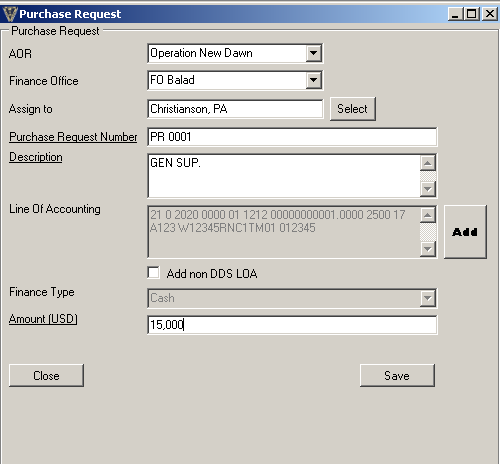 Purchase Request
Purchase Request
AOR
Operation New Dawn
Finance Office
FO Balad
Assign to
Christianson, PA
Select
Purchase Request Number
PR 0001
Description
GEN SUP.
Line Of Accounting
21 0 2020 0000 01 1212 00000000001.0000 2500 17
A123 W12345RNC1TM01 012345
Add
Add non DDS LOA
Finance Type
Cash
Amount (USD)
15,000
Close
Save